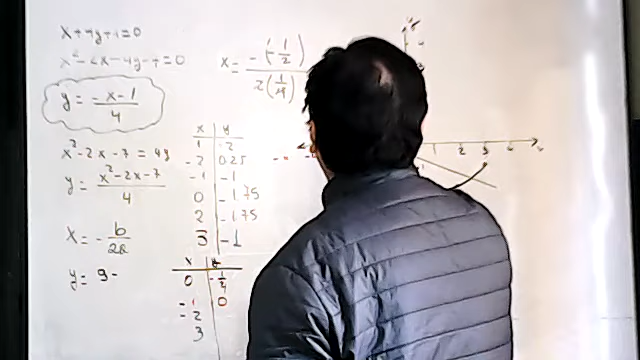 x+4y+1=0
x²-2x-4y-7=0
y= -x-1 / 4
x²-2x-7 = 4y
y= x²-2x-7 / 4
x= - b / 2a
y= 9-
x= -(-1/2) / 2(1/4)
x | y
1 | -2
-2 | 0.25
-1 | -1
0 | -1.75
2 | -1.75
3 | -1
x | y
0 | -1/4
-1 | 0
-2
3
1 2 3